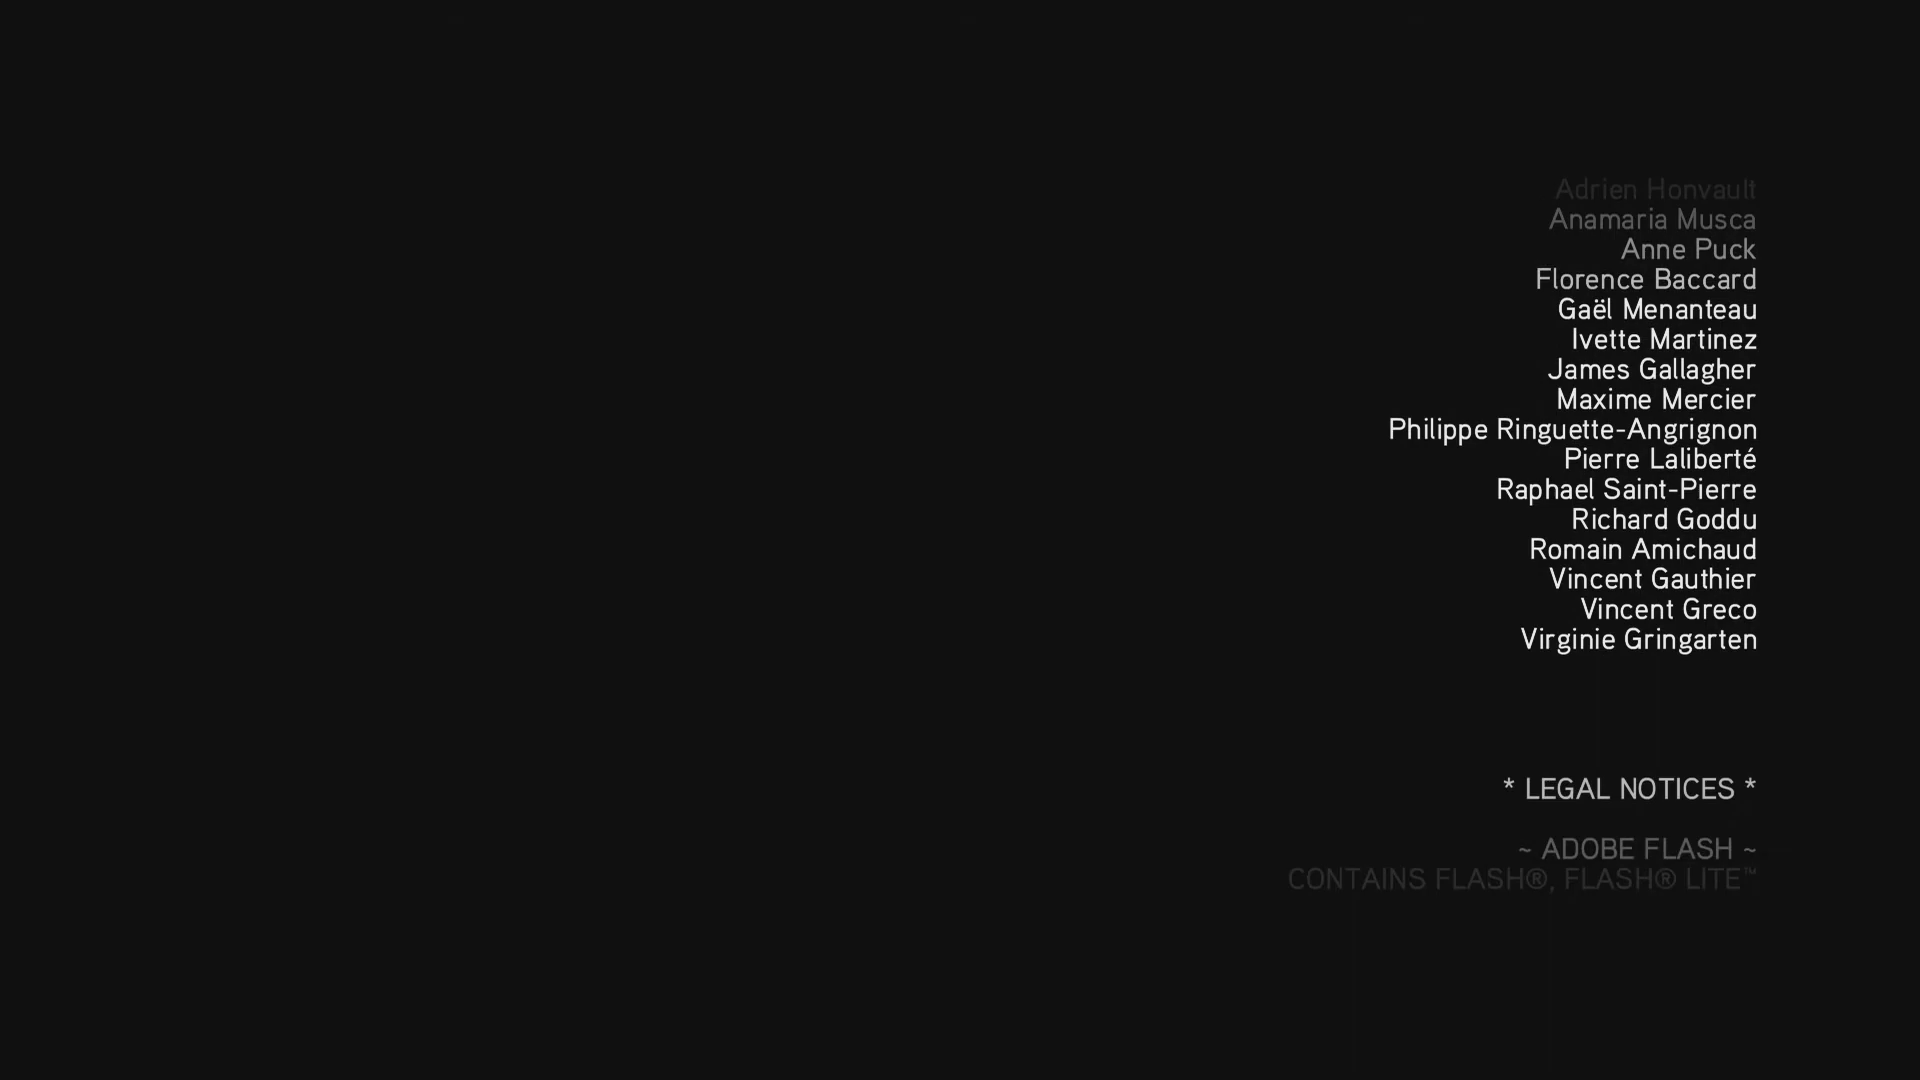 Adrien Honvault
Anamaria Musca
Anne Puck
Florence Baccard
Gaël Menanteau
Ivette Martinez
James Gallagher
Maxime Mercier
Philippe Ringuette-Angrignon
Pierre Laliberté
Raphael Saint-Pierre
Richard Goddu
Romain Amichaud
Vincent Gauthier
Vincent Greco
Virginie Gringarten
* LEGAL NOTICES *
~ ADOBE FLASH ~
CONTAINS FLASH®, FLASH® LITE™